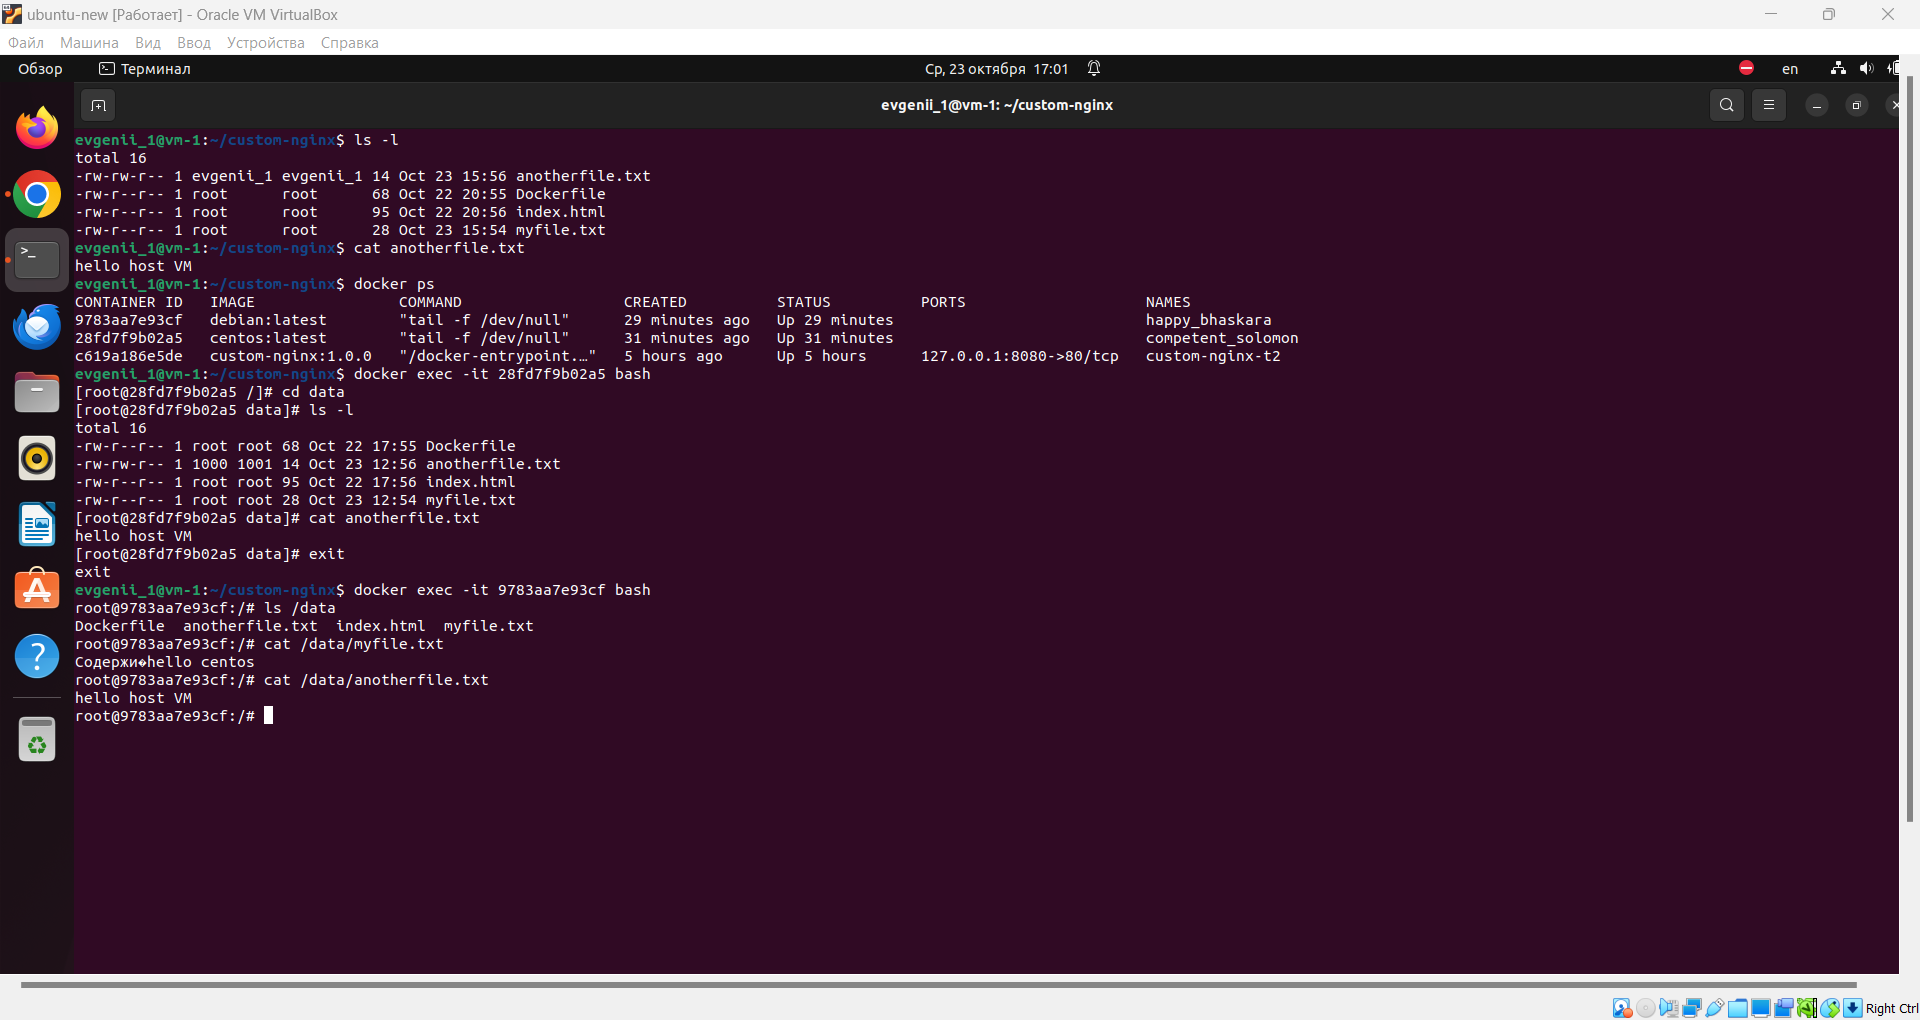 ubuntu-new [Работает] - Oracle VM VirtualBox
Файл Машина Вид Ввод Устройства Справка
Обзор Терминал Ср, 23 октября 17:01 en
evgenii_1@vm-1: ~/custom-nginx
evgenii_1@vm-1:~/custom-nginx$ ls -l
total 16
-rw-rw-r-- 1 evgenii_1 evgenii_1 14 Oct 23 15:56 anotherfile.txt
-rw-r--r-- 1 root      root      68 Oct 22 20:55 Dockerfile
-rw-r--r-- 1 root      root      95 Oct 22 20:56 index.html
-rw-r--r-- 1 root      root      28 Oct 23 15:54 myfile.txt
evgenii_1@vm-1:~/custom-nginx$ cat anotherfile.txt
hello host VM
evgenii_1@vm-1:~/custom-nginx$ docker ps
CONTAINER ID   IMAGE                COMMAND                  CREATED          STATUS          PORTS                    NAMES
9783aa7e93cf   debian:latest        "tail -f /dev/null"      29 minutes ago   Up 29 minutes                            happy_bhaskara
28fd7f9b02a5   centos:latest        "tail -f /dev/null"      31 minutes ago   Up 31 minutes                            competent_solomon
c619a186e5de   custom-nginx:1.0.0   "/docker-entrypoint.…"   5 hours ago      Up 5 hours      127.0.0.1:8080->80/tcp   custom-nginx-t2
evgenii_1@vm-1:~/custom-nginx$ docker exec -it 28fd7f9b02a5 bash
[root@28fd7f9b02a5 /]# cd data
[root@28fd7f9b02a5 data]# ls -l
total 16
-rw-r--r-- 1 root root 68 Oct 22 17:55 Dockerfile
-rw-rw-r-- 1 1000 1001 14 Oct 23 12:56 anotherfile.txt
-rw-r--r-- 1 root root 95 Oct 22 17:56 index.html
-rw-r--r-- 1 root root 28 Oct 23 12:54 myfile.txt
[root@28fd7f9b02a5 data]# cat anotherfile.txt
hello host VM
[root@28fd7f9b02a5 data]# exit
exit
evgenii_1@vm-1:~/custom-nginx$ docker exec -it 9783aa7e93cf bash
root@9783aa7e93cf:/# ls /data
Dockerfile  anotherfile.txt  index.html  myfile.txt
root@9783aa7e93cf:/# cat /data/myfile.txt
Содержи�hello centos
root@9783aa7e93cf:/# cat /data/anotherfile.txt
hello host VM
root@9783aa7e93cf:/#
Right Ctrl